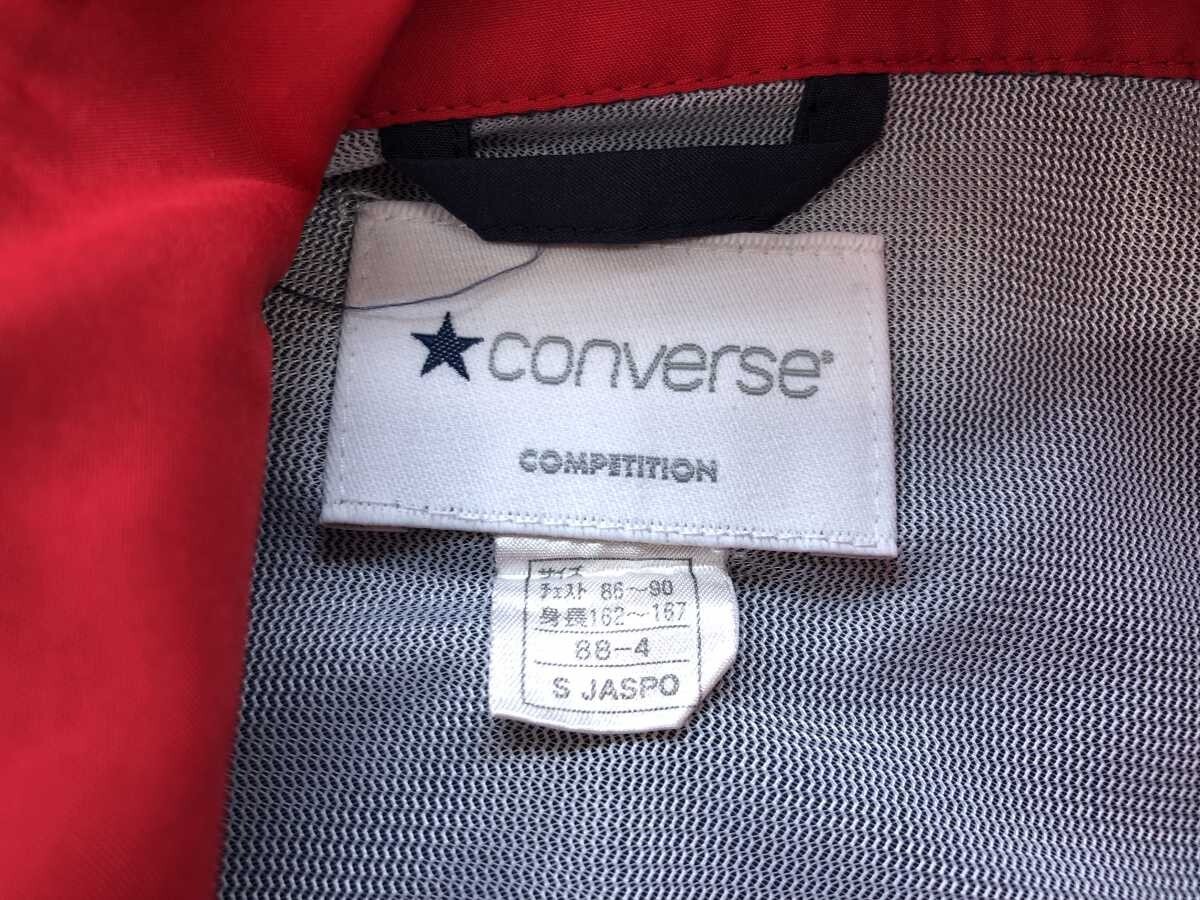 converse®
COMPETITION
サイズ
チェスト 86～90
身長162～167
88-4
S JASPO